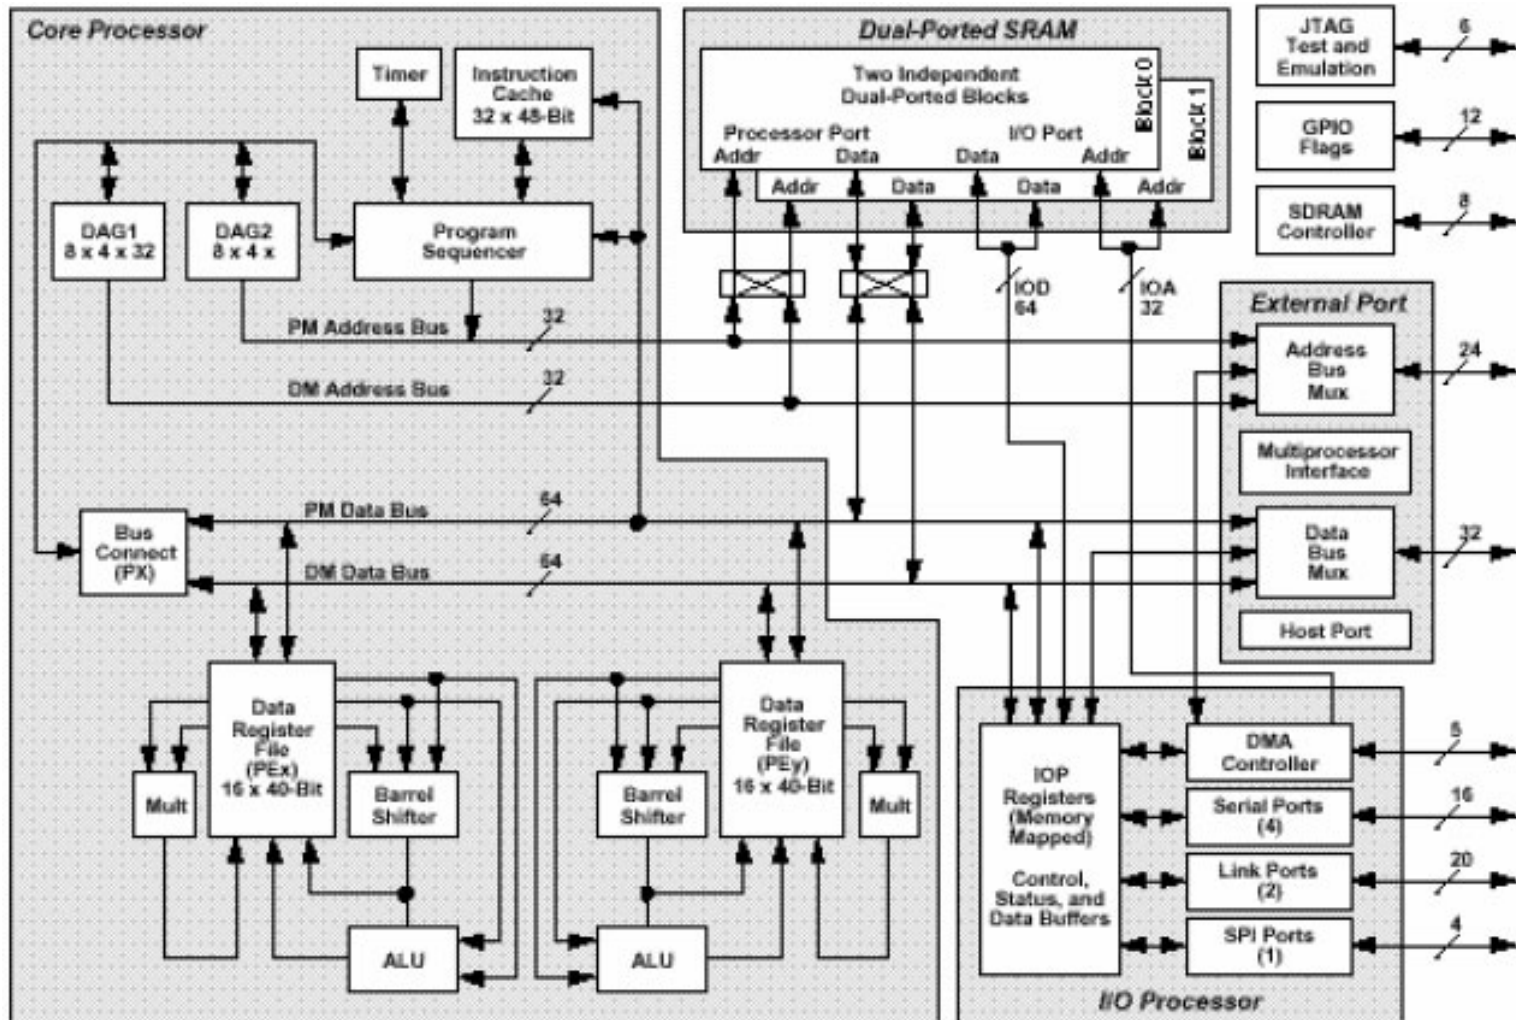 Core Processor
Timer
Instruction
Cache
32 x 48-Bit
DAG1
8 x 4 x 32
DAG2
8 x 4 x
Program
Sequencer
PM Address Bus
32
DM Address Bus
32
Bus
Connect
(PX)
PM Data Bus
64
DM Data Bus
64
Data
Register
File
(PEx)
16 x 40-Bit
Mult
Barrel
Shifter
ALU
Data
Register
File
(PEy)
16 x 40-Bit
Barrel
Shifter
Mult
ALU
Dual-Ported SRAM
Two Independent
Dual-Ported Blocks
Block 0
Block 1
Processor Port
I/O Port
Addr
Data
Data
Addr
Addr
Data
Data
Addr
IOD
64
IOA
32
JTAG
Test and
Emulation
6
GPIO
Flags
12
SDRAM
Controller
8
External Port
Address
Bus
Mux
24
Multiprocessor
Interface
Data
Bus
Mux
32
Host Port
IOP
Registers
(Memory
Mapped)
Control,
Status, and
Data Buffers
DMA
Controller
5
Serial Ports
(4)
16
Link Ports
(2)
20
SPI Ports
(1)
4
I/O Processor